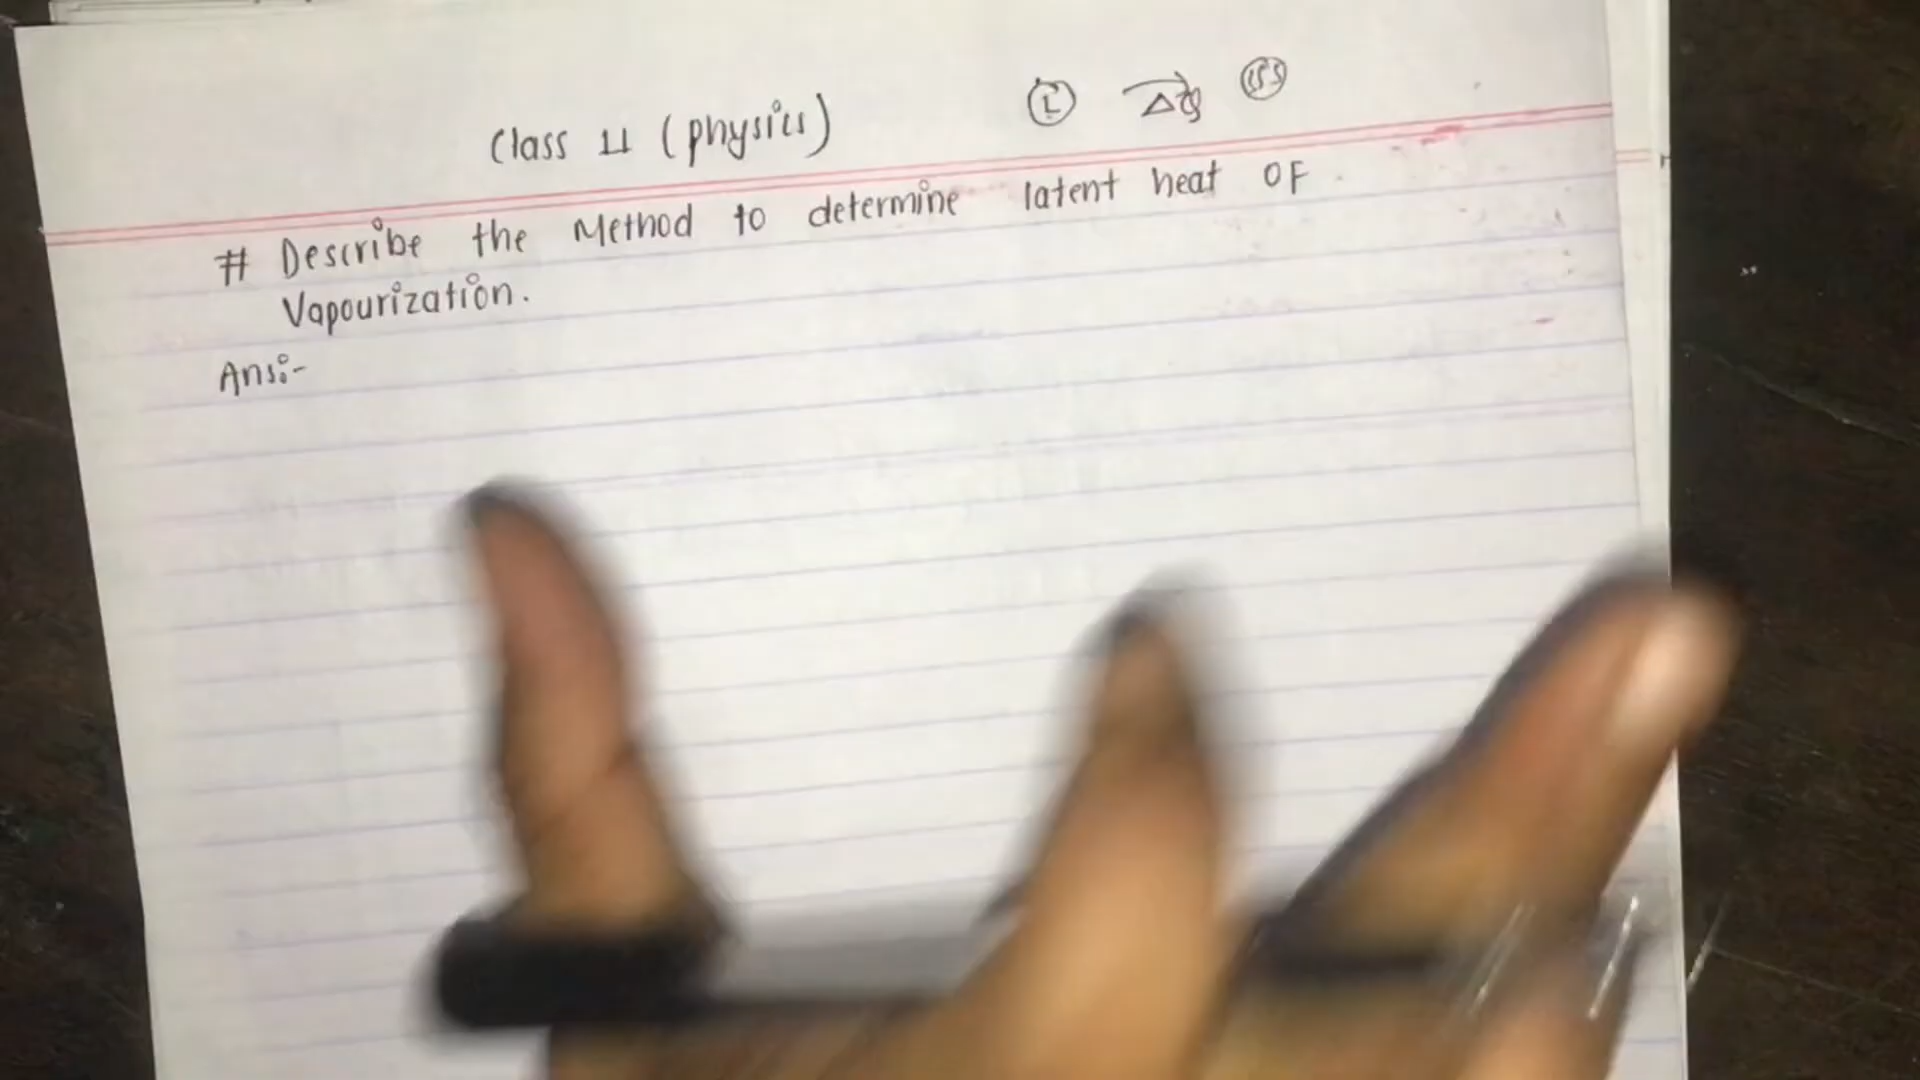 Class 11 (physics)
# Describe the Method to determine latent heat OF
Vapourization.
Ans:-